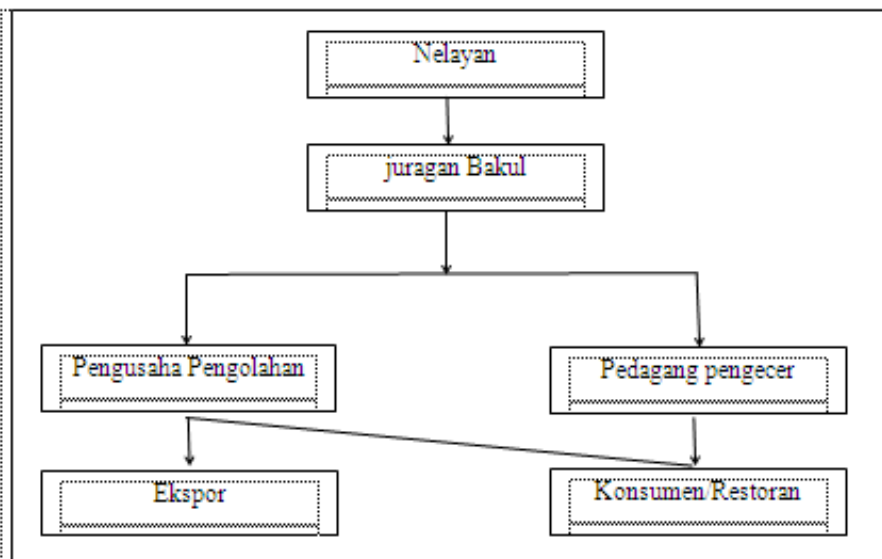 Nelayan
juragan Bakul
Pengusaha Pengolahan
Pedagang pengecer
Ekspor
Konsumen/Restoran